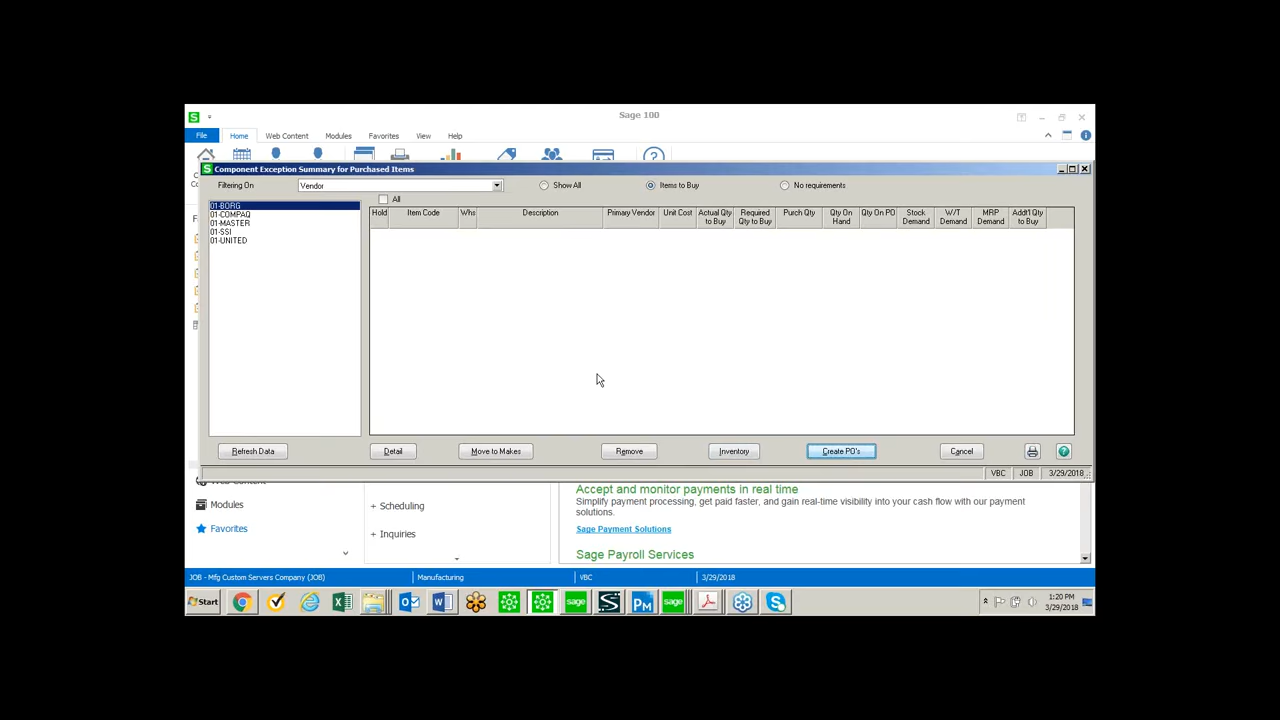 Sage 100
File Home Web Content Modules Favorites View Help
Component Exception Summary for Purchased Items
Filtering On Vendor Show All Items to Buy No requirements
All
01-BORG
01-COMPAQ
01-MASTER
01-SSI
01-UNITED
Hold Item Code Whs Description Primary Vendor Unit Cost Actual Qty to Buy Required Qty to Buy Purch Qty Qty On Hand Qty On PO Stock Demand W/T Demand MRP Demand Addt'l Qty to Buy
Refresh Data Detail Move to Makes Remove Inventory Create PO's Cancel
VBC JOB 3/29/2018
Modules
Favorites
+ Scheduling
+ Inquiries
Accept and monitor payments in real time
Simplify payment processing, get paid faster, and gain real-time visibility into your cash flow with our payment
solutions.
Sage Payment Solutions
Sage Payroll Services
JOB - Mfg Custom Servers Company (JOB) Manufacturing VBC 3/29/2018
Start
sage
sage
1:20 PM
3/29/2018